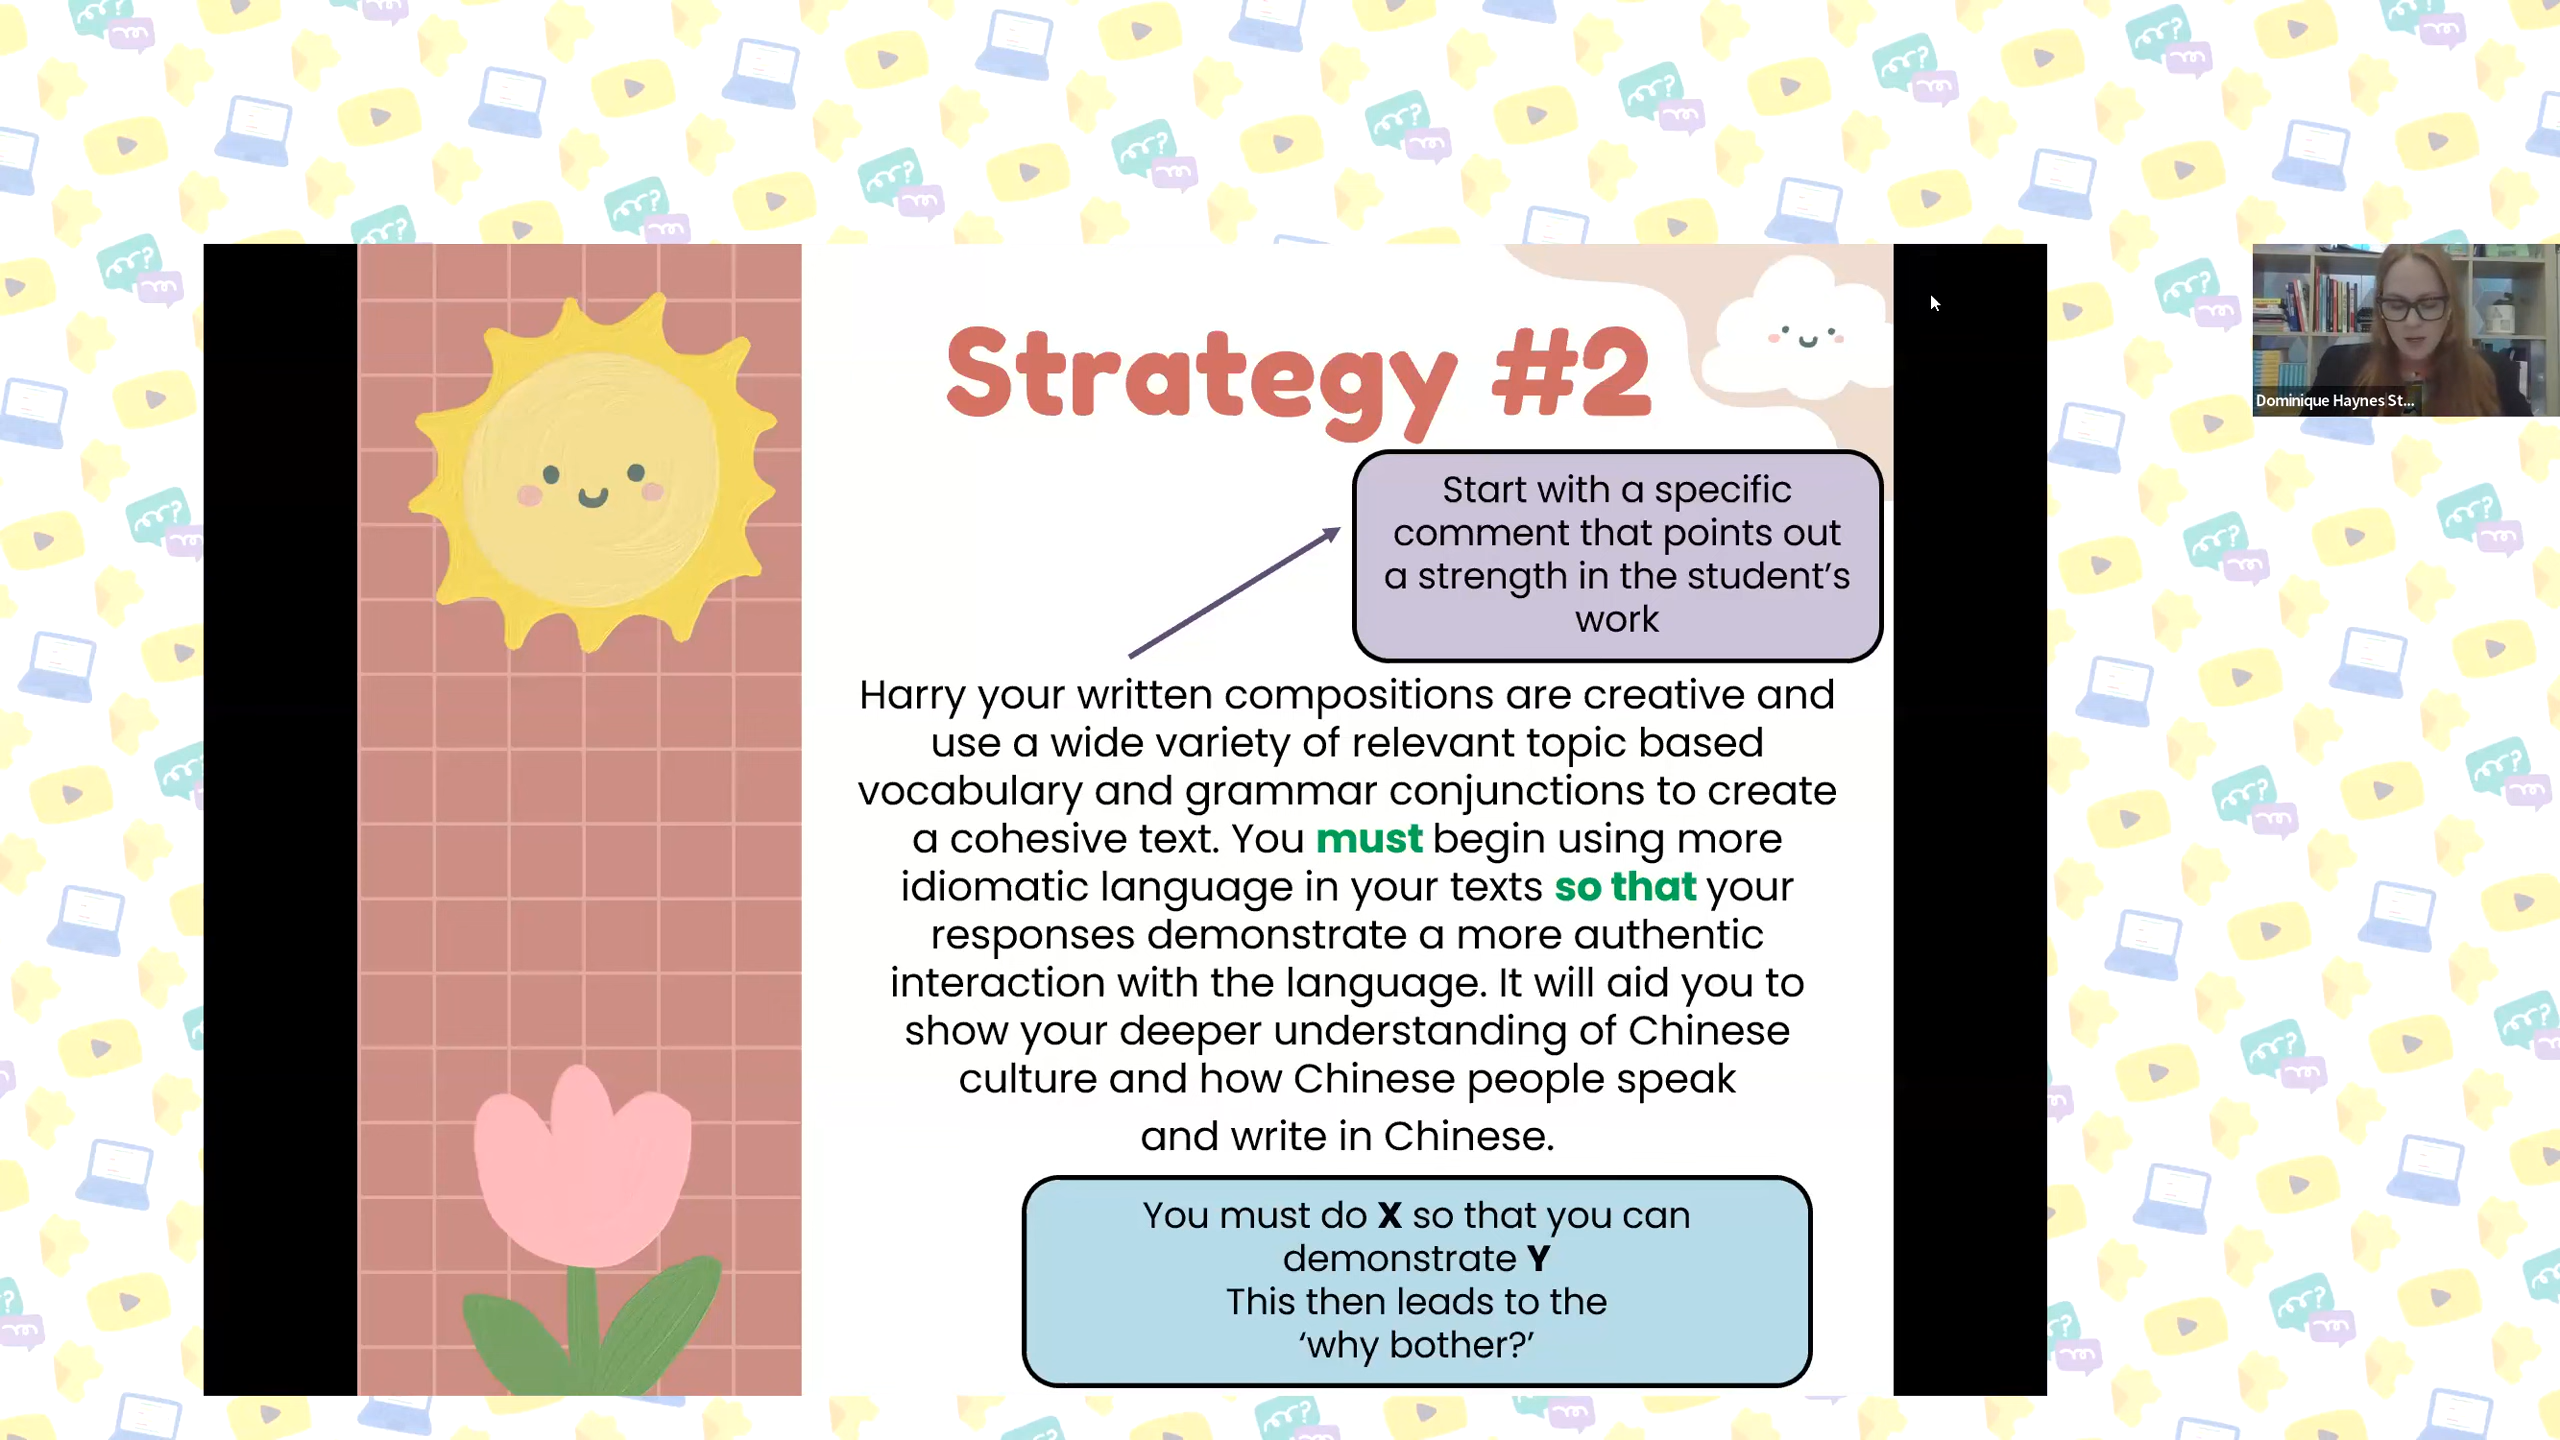 Strategy #2
Start with a specific
comment that points out
a strength in the student's
work
Harry your written compositions are creative and
use a wide variety of relevant topic based
vocabulary and grammar conjunctions to create
a cohesive text. You must begin using more
idiomatic language in your texts so that your
responses demonstrate a more authentic
interaction with the language. It will aid you to
show your deeper understanding of Chinese
culture and how Chinese people speak
and write in Chinese.
You must do X so that you can
demonstrate Y
This then leads to the
‘why bother?’
Dominique Haynes St...